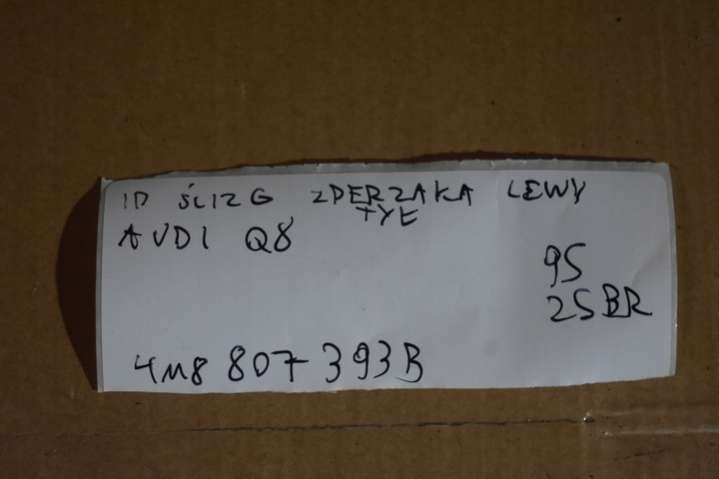 1D ŚLIZG ZDERZAKA LEWY
TYŁ
AUDI Q8
95
25BR
4M8 807 393B